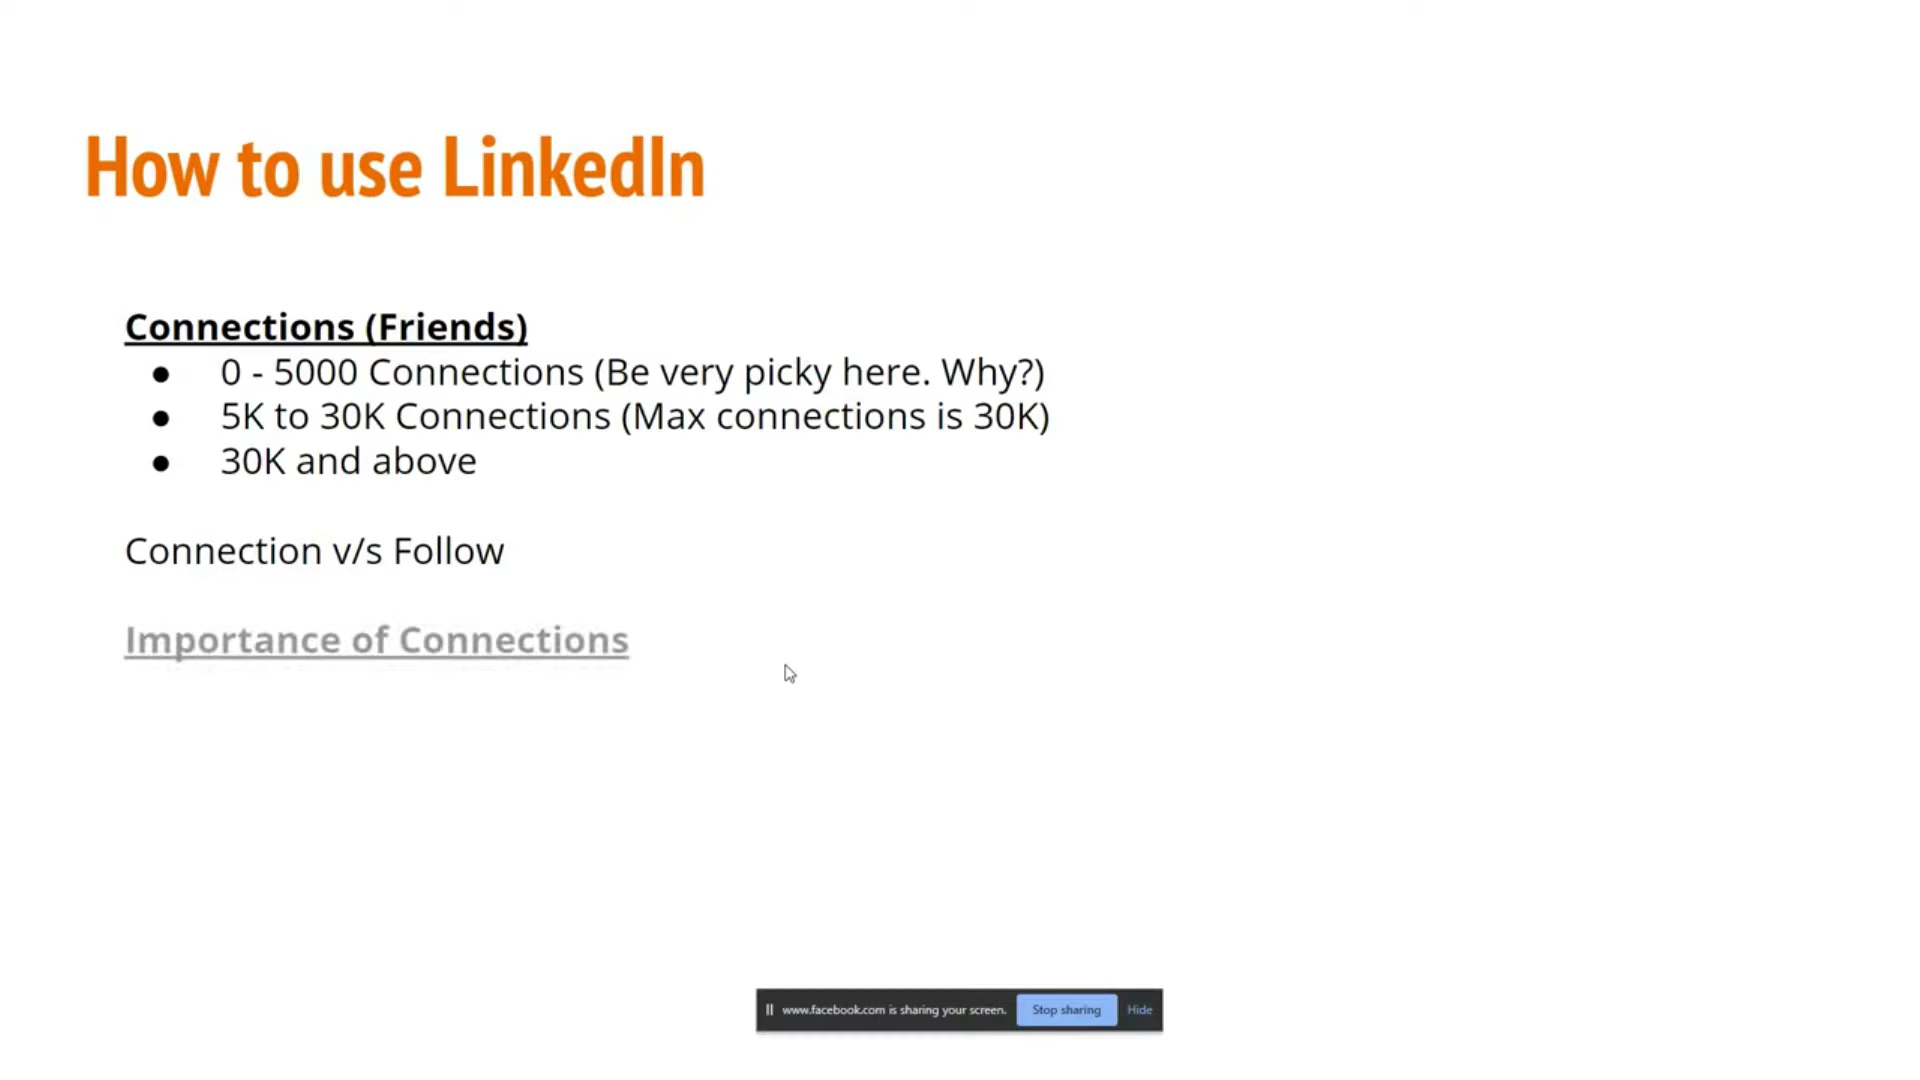 How to use LinkedIn
Connections (Friends)
● 0 - 5000 Connections (Be very picky here. Why?)
● 5K to 30K Connections (Max connections is 30K)
● 30K and above
Connection v/s Follow
Importance of Connections
www.facebook.com is sharing your screen. Stop sharing Hide